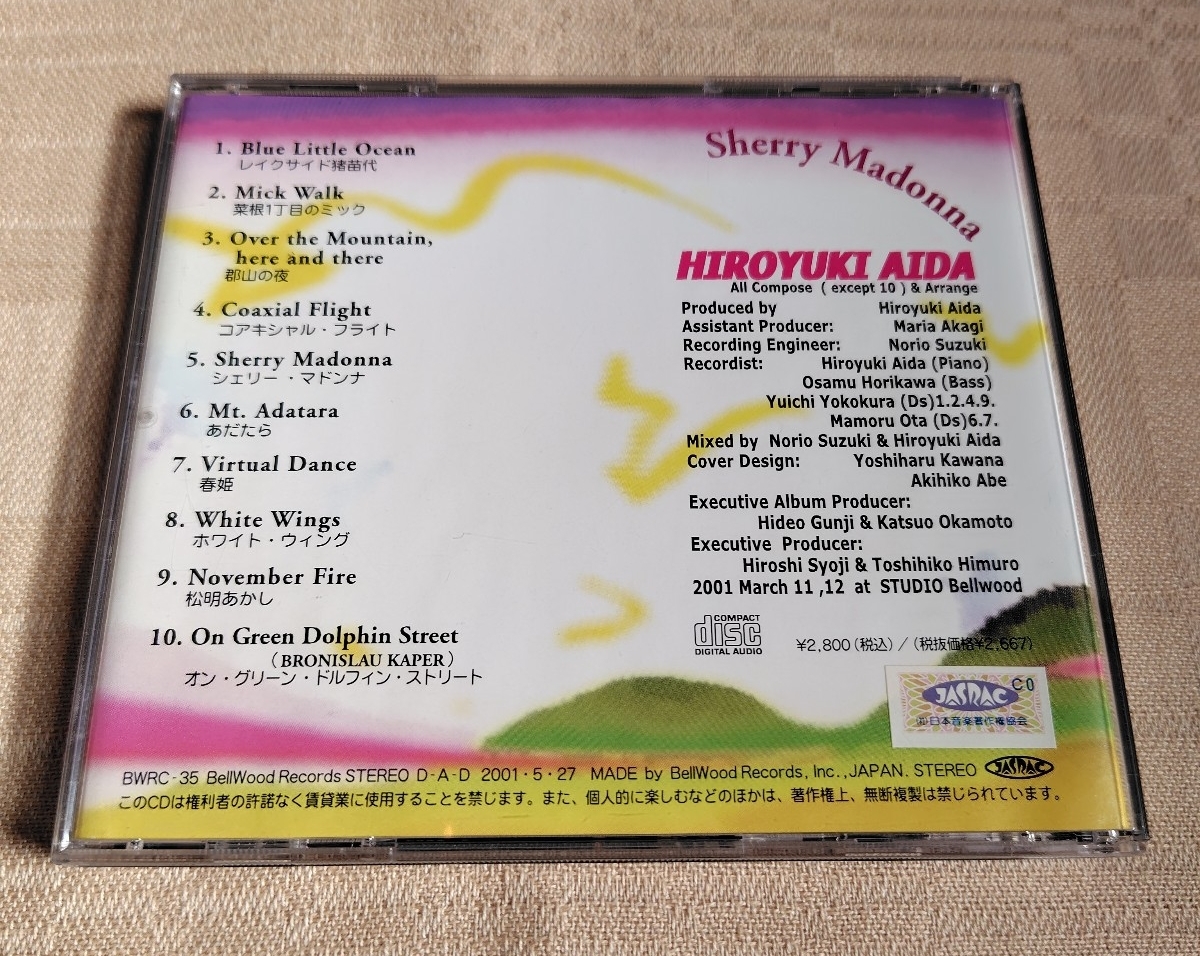 1. Blue Little Ocean
レイクサイド猪苗代
2. Mick Walk
菜根1丁目のミック
3. Over the Mountain,
here and there
郡山の夜
4. Coaxial Flight
コアキシャル・フライト
5. Sherry Madonna
シェリー・マドンナ
6. Mt. Adatara
あだたら
7. Virtual Dance
春姫
8. White Wings
ホワイト・ウィング
9. November Fire
松明あかし
10. On Green Dolphin Street
(BRONISLAU KAPER)
オン・グリーン・ドルフィン・ストリート
Sherry Madonna
HIROYUKI AIDA
All Compose ( except 10 ) & Arrange
Produced by Hiroyuki Aida
Assistant Producer: Maria Akagi
Recording Engineer: Norio Suzuki
Recordist: Hiroyuki Aida (Piano)
Osamu Horikawa (Bass)
Yuichi Yokokura (Ds)1.2.4.9.
Mamoru Ota (Ds)6.7.
Mixed by Norio Suzuki & Hiroyuki Aida
Cover Design: Yoshiharu Kawana
Akihiko Abe
Executive Album Producer:
Hideo Gunji & Katsuo Okamoto
Executive Producer:
Hiroshi Syoji & Toshihiko Himuro
2001 March 11 ,12 at STUDIO Bellwood
COMPACT
disc
DIGITAL AUDIO
¥2,800(税込)/(税抜価格¥2,667)
JASRAC C0
(社)日本音楽著作権協会
BWRC-35 BellWood Records STEREO D-A-D 2001・5・27 MADE by BellWood Records, Inc.,JAPAN. STEREO JASRAC
このCDは権利者の許諾なく賃貸業に使用することを禁じます。また、個人的に楽しむなどのほかは、著作権上、無断複製は禁じられています。